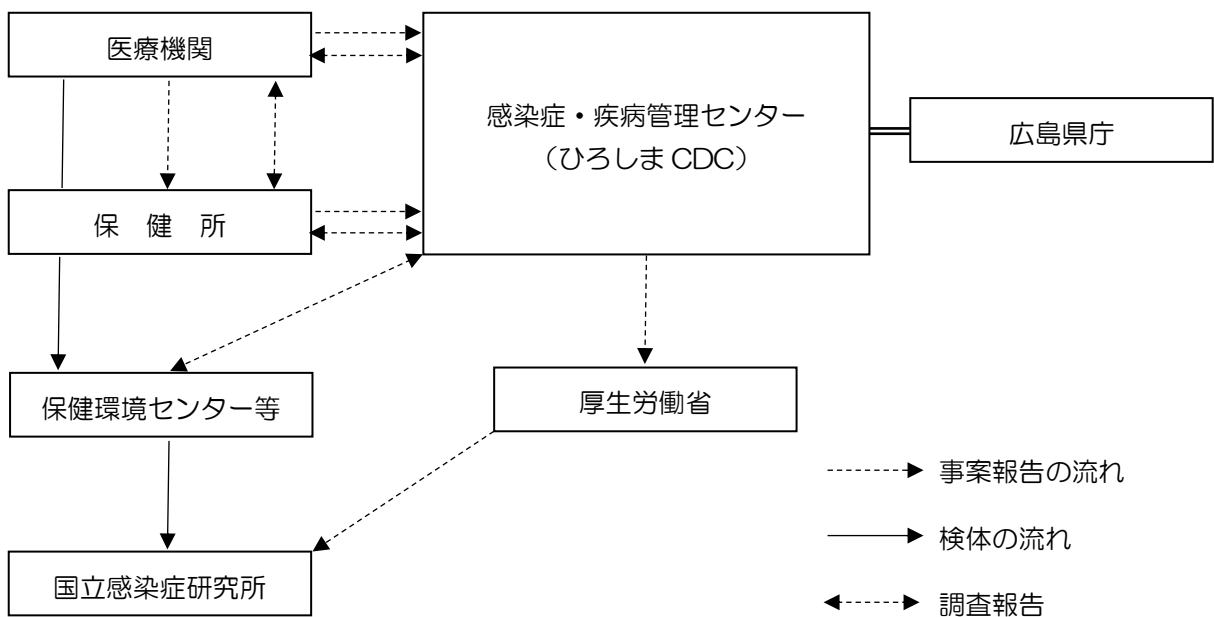 医療機関
感染症・疾病管理センター
（ひろしま CDC）
広島県庁
保　健　所
保健環境センター等
厚生労働省
国立感染症研究所
事案報告の流れ
検体の流れ
調査報告